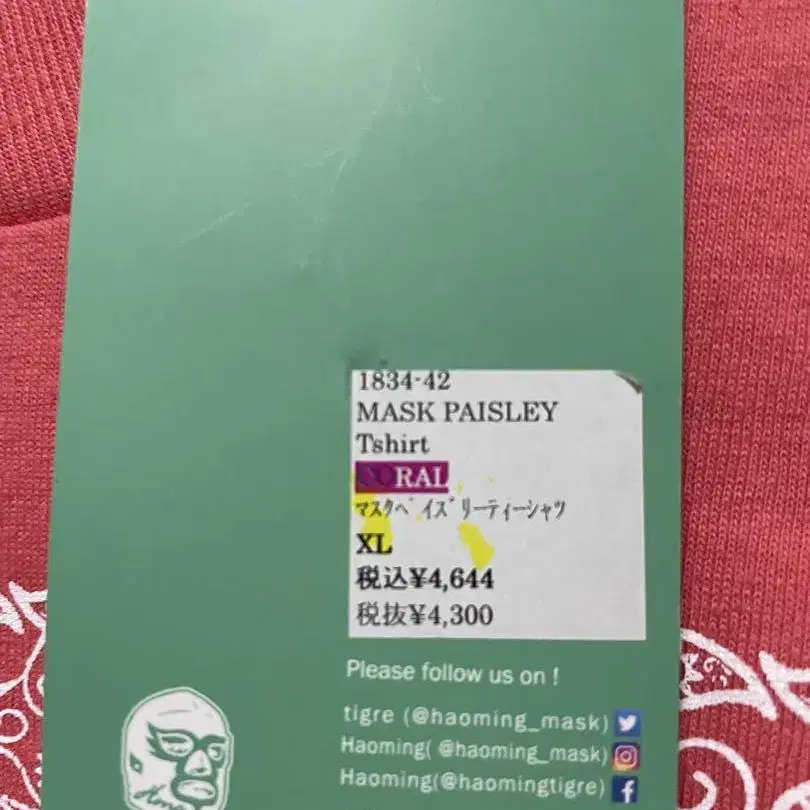 1834-42
MASK PAISLEY
Tshirt
CORAL
マスクペイズリーティーシャツ
XL
税込¥4,644
税抜¥4,300
Please follow us on !
tigre (@haoming_mask)
Haoming( @haoming_mask)
Haoming(@haomingtigre)